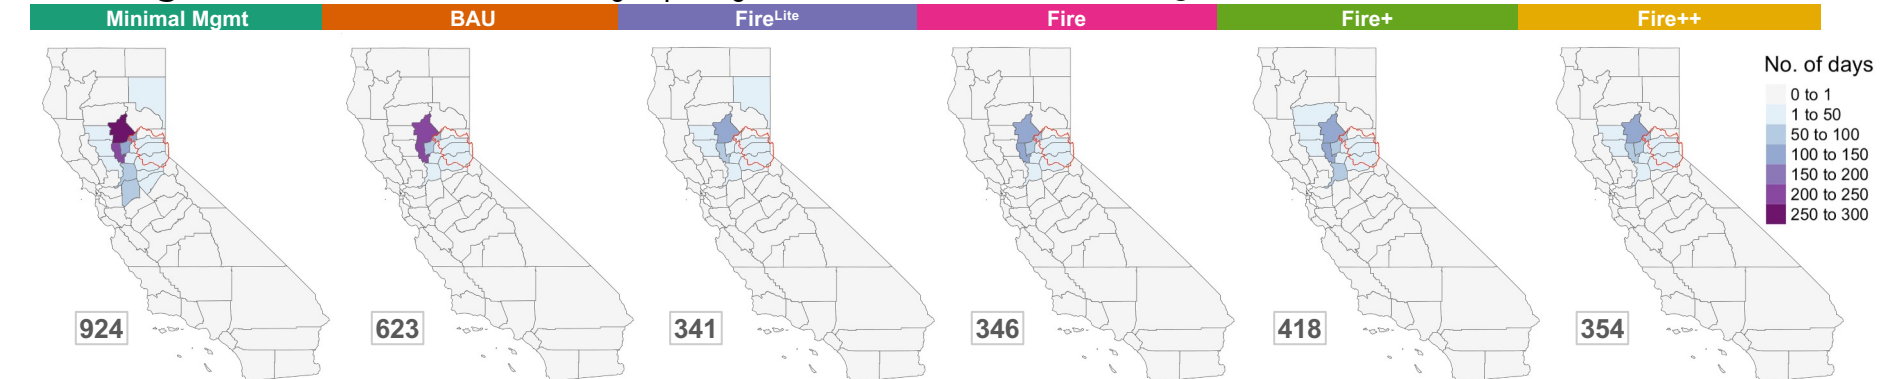 Minimal Mgmt BAU FireLite Fire Fire+ Fire++
No. of days
0 to 1
1 to 50
50 to 100
100 to 150
150 to 200
200 to 250
250 to 300
924 623 341 346 418 354